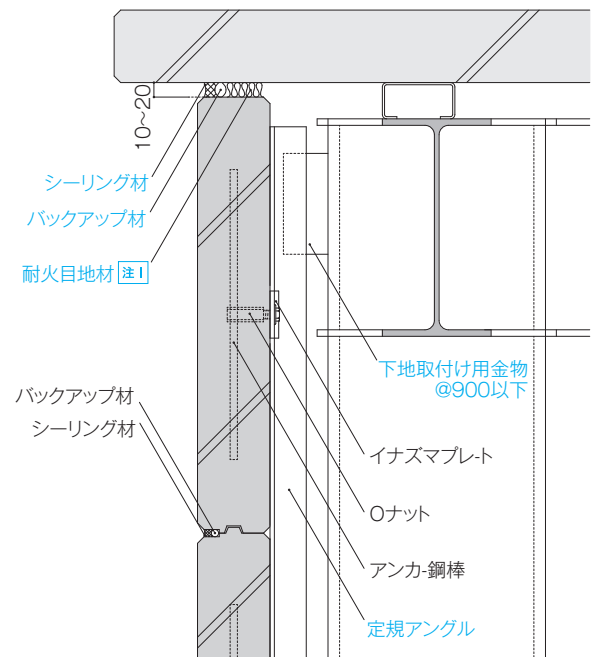 10〜20
シーリング材
バックアップ材
耐火目地材 注1
下地取付け用金物
@900以下
バックアップ材
シーリング材
イナズマプレート
Oナット
アンカー鋼棒
定規アングル